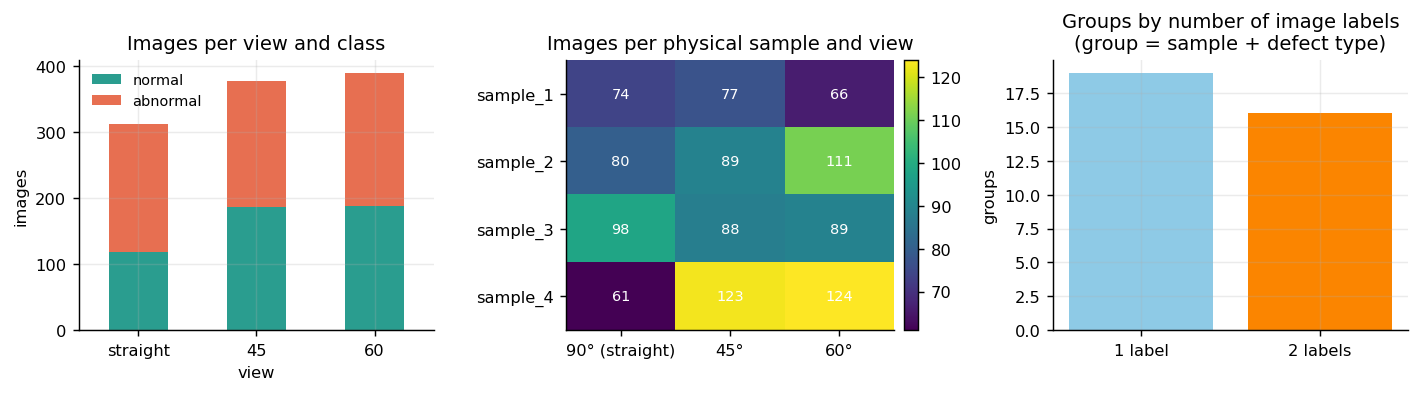 Images per view and class
400
300
200
100
0
images
normal
abnormal
straight 45 60
view
Images per physical sample and view
sample_1 74 77 66
sample_2 80 89 111
sample_3 98 88 89
sample_4 61 123 124
90° (straight) 45° 60°
120
110
100
90
80
70
Groups by number of image labels
(group = sample + defect type)
17.5
15.0
12.5
10.0
7.5
5.0
2.5
0.0
groups
1 label 2 labels